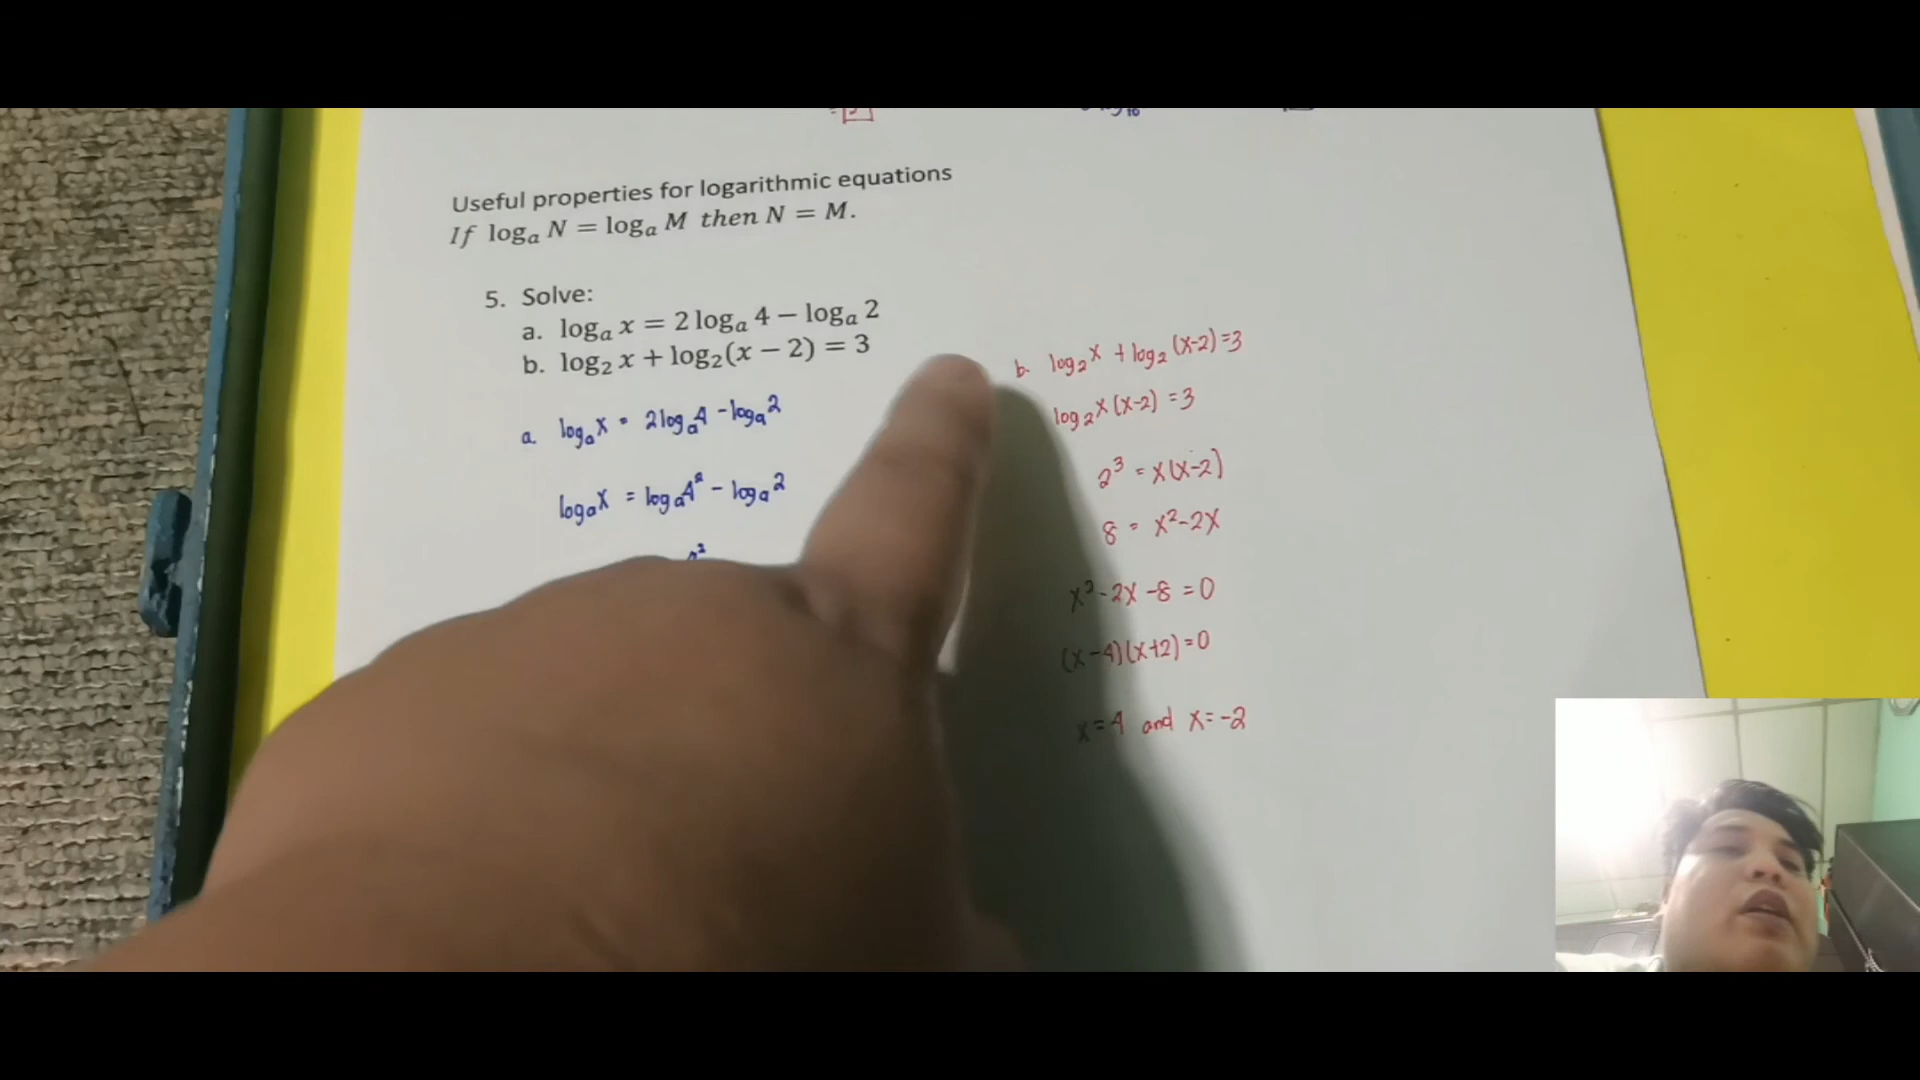 Useful properties for logarithmic equations
If logₐ N = logₐ M then N = M.
5. Solve:
a. logₐ x = 2 logₐ 4 − logₐ 2
b. log₂ x + log₂(x − 2) = 3
a. logₐx = 2logₐ4 - logₐ2
logₐx = logₐ4² - logₐ2
b. log₂x + log₂(x-2)=3
log₂x(x-2) = 3
2³ = x(x-2)
8 = x²-2x
x²-2x-8=0
(x-4)(x+2)=0
x=4 and x=-2